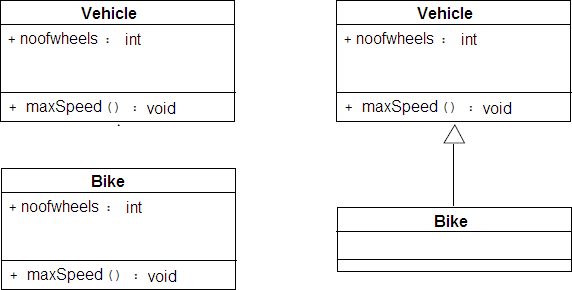 Vehicle
+ noofwheels : int
+ maxSpeed () : void
Bike
+ noofwheels : int
+ maxSpeed () : void
Vehicle
+ noofwheels : int
+ maxSpeed () : void
Bike